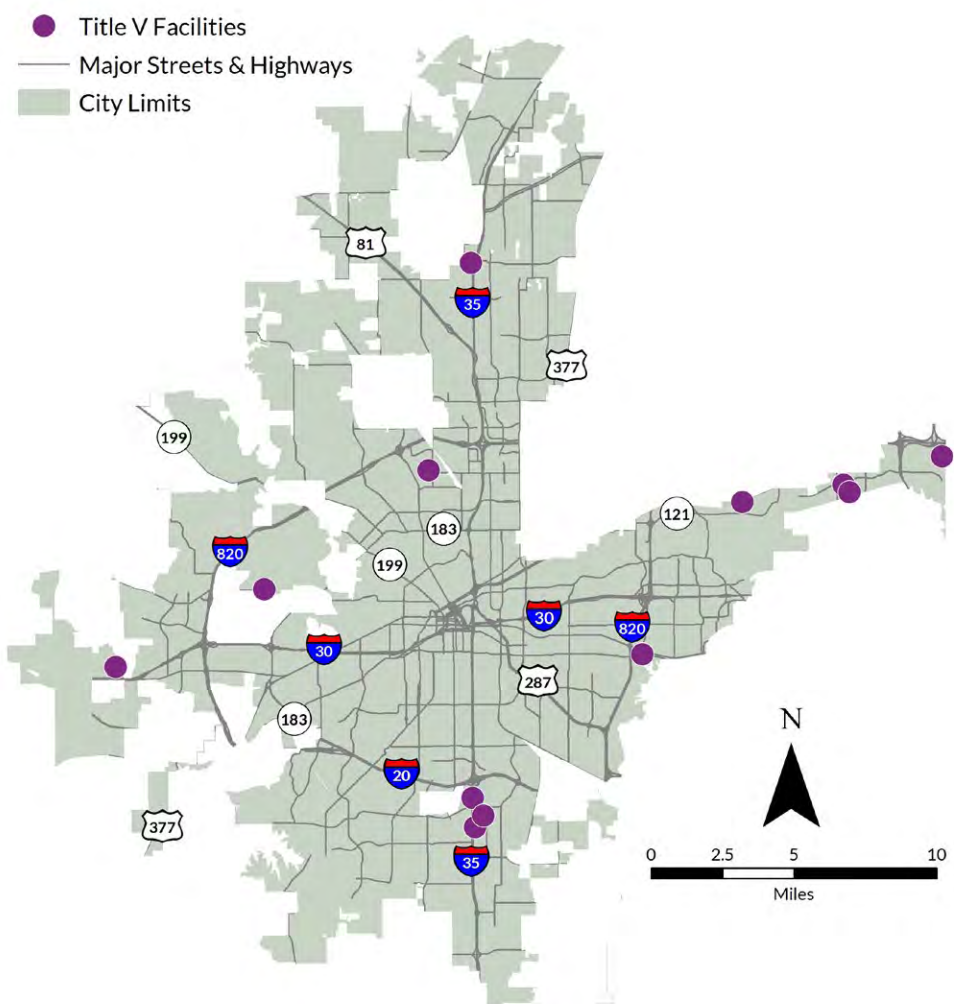 Title V Facilities
Major Streets & Highways
City Limits
81
35
377
199
121
183
820
199
30
30
820
287
183
N
20
377
0 2.5 5 10
Miles
35